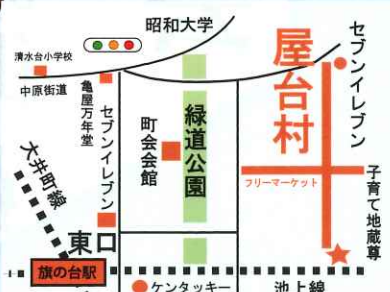 昭和大学
清水台小学校
中原街道
亀屋万年堂
セブンイレブン
町会会館
緑道公園
屋台村
セブンイレブン
フリーマーケット
子育て地蔵尊
大井町線
東口
旗の台駅
ケンタッキー
池上線